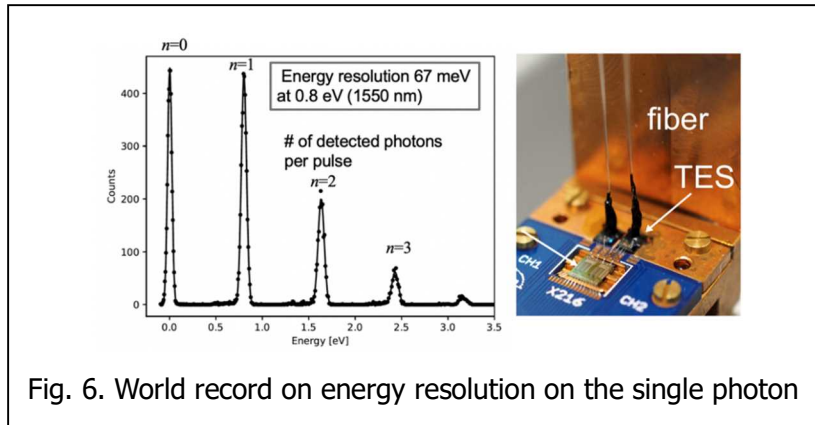 n=0
n=1
Energy resolution 67 meV
at 0.8 eV (1550 nm)
# of detected photons
per pulse
n=2
n=3
400
300
200
100
0
Counts
0.0 0.5 1.0 1.5 2.0 2.5 3.0 3.5
Energy [eV]
fiber
TES
CH1
X216
CH2
Fig. 6. World record on energy resolution on the single photon